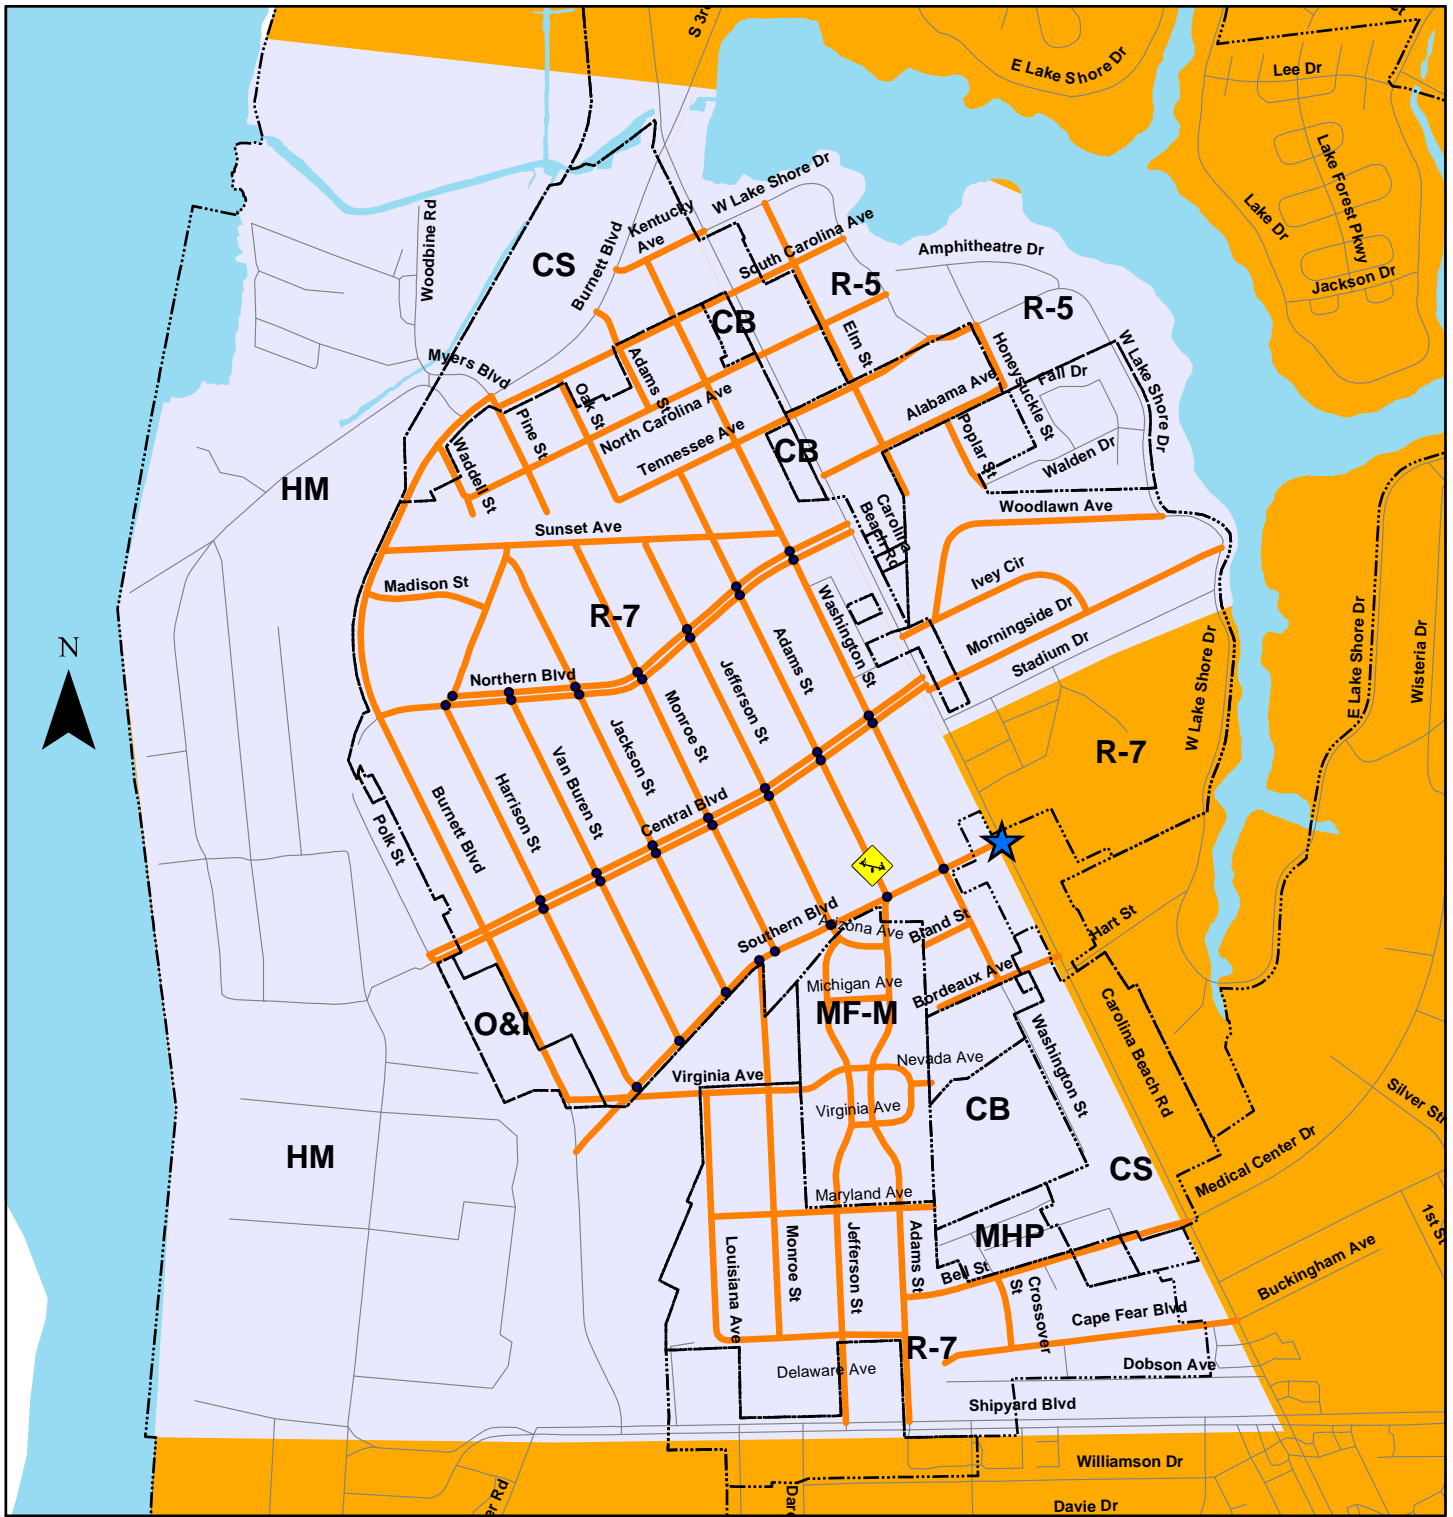 S 3r
E Lake Shore Dr
Lee Dr
Ct
Lake Forest Pkwy
Lake Dr
Jackson Dr
W Lake Shore Dr
Kentucky
Ave
South Carolina Ave
Amphitheatre Dr
Woodbine Rd
CS
Burnett Blvd
R-5
R-5
CB
Elm St
Honeysuckle St
W Lake Shore Dr
Myers Blvd
Adams St
Oak St
Fall Dr
Alabama Ave
North Carolina Ave
Pine St
Tennessee Ave
Poplar St
Walden Dr
CB
Waddell St
HM
Carolina
Beach Rd
Woodlawn Ave
Sunset Ave
Ivey Cir
Madison St
R-7
Washington St
Morningside Dr
Stadium Dr
Adams St
N
Northern Blvd
Jefferson St
Monroe St
Jackson St
W Lake Shore Dr
E Lake Shore Dr
Wisteria Dr
Van Buren St
Harrison St
R-7
Burnett Blvd
Polk St
Central Blvd
Southern Blvd
Arizona Ave
Bland St
Hart St
Michigan Ave
Bordeaux Ave
MF-M
O&I
Carolina Beach Rd
Washington St
Nevada Ave
Virginia Ave
Virginia Ave
CB
Silver Str
HM
CS
Medical Center Dr
Maryland Ave
MHP
1st St
Louisiana Ave
Monroe St
Jefferson St
Adams St
Bell St
Crossover
St
Buckingham Ave
Cape Fear Blvd
R-7
Delaware Ave
Dobson Ave
Shipyard Blvd
Williamson Dr
er Rd
Dar
Davie Dr